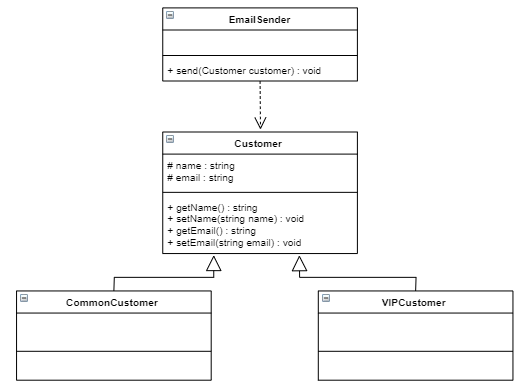 EmailSender
+ send(Customer customer) : void
Customer
# name : string
# email : string
+ getName() : string
+ setName(string name) : void
+ getEmail() : string
+ setEmail(string email) : void
CommonCustomer
VIPCustomer